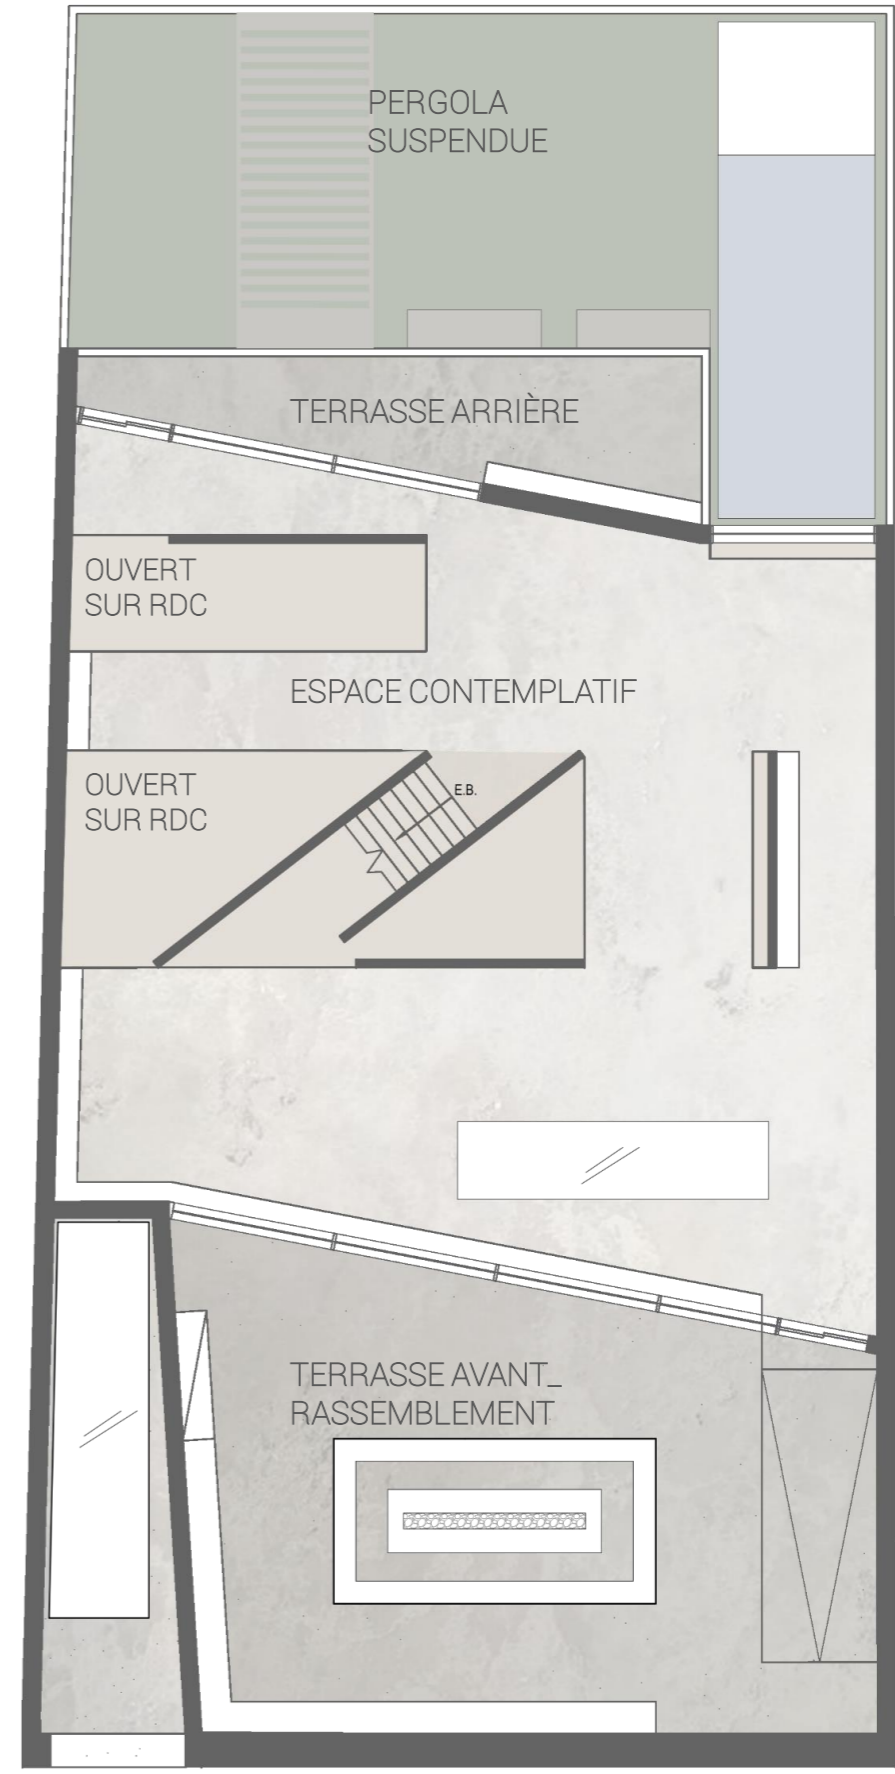 PERGOLA
SUSPENDUE
TERRASSE ARRIÈRE
OUVERT
SUR RDC
ESPACE CONTEMPLATIF
OUVERT
SUR RDC
E.B.
TERRASSE AVANT_
RASSEMBLEMENT